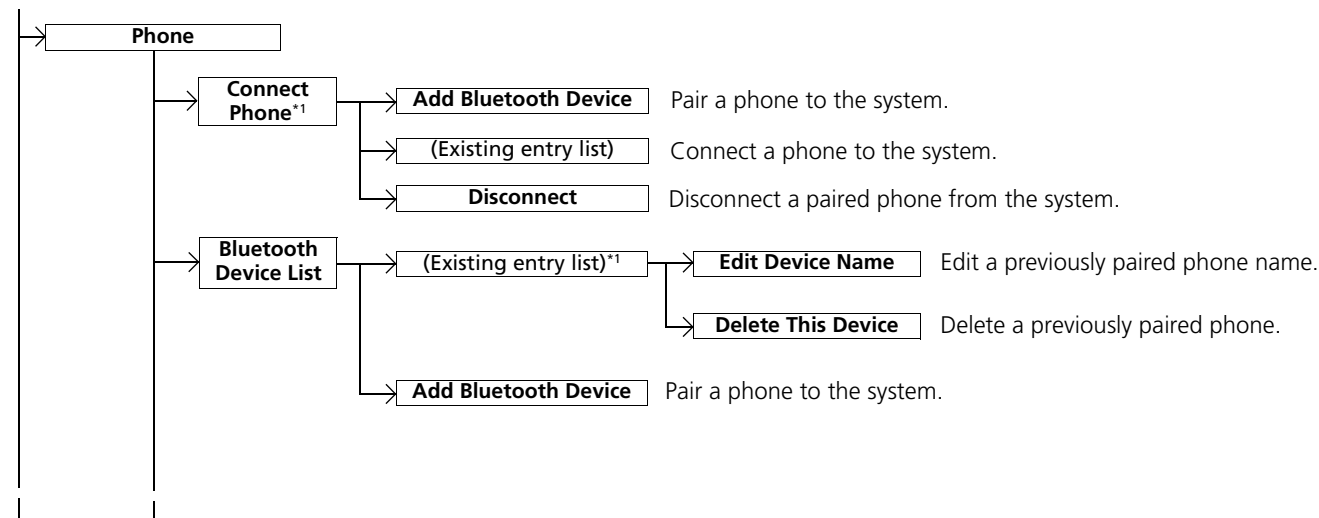 Phone
Connect
Phone*1
Add Bluetooth Device
Pair a phone to the system.
(Existing entry list)
Connect a phone to the system.
Disconnect
Disconnect a paired phone from the system.
Bluetooth
Device List
(Existing entry list)*1
Edit Device Name
Edit a previously paired phone name.
Delete This Device
Delete a previously paired phone.
Add Bluetooth Device
Pair a phone to the system.